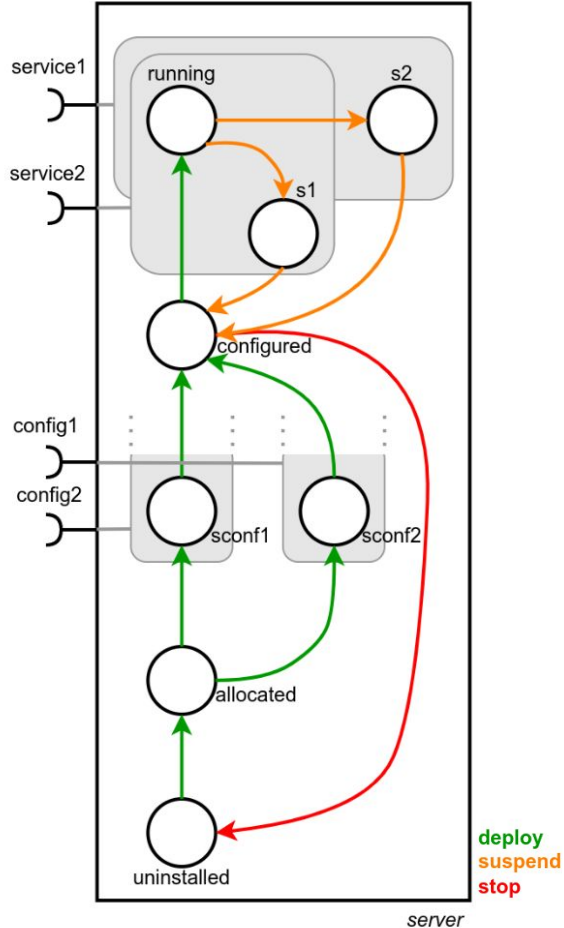 service1
running
s2
service2
s1
configured
config1
config2
sconf1
sconf2
allocated
uninstalled
deploy
suspend
stop
server